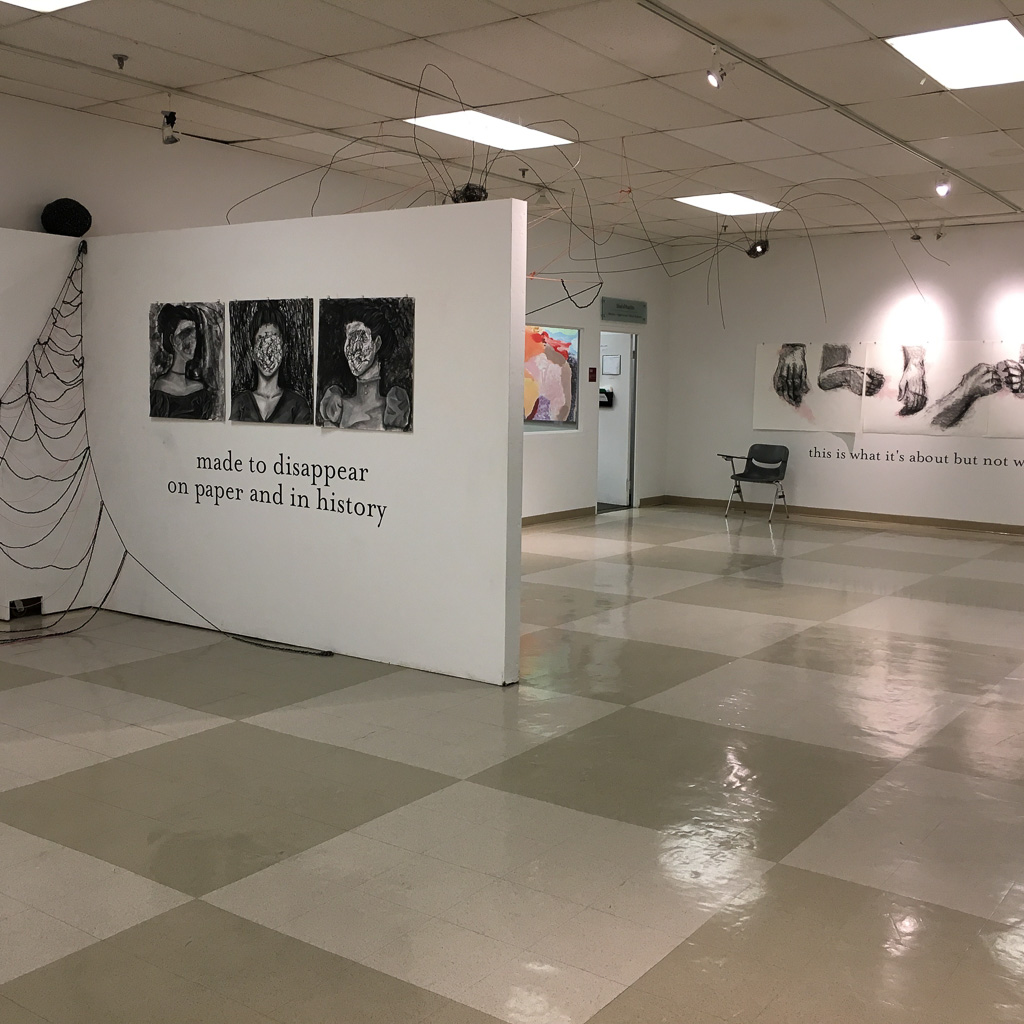 made to disappear
on paper and in history
this is what it's about but not w